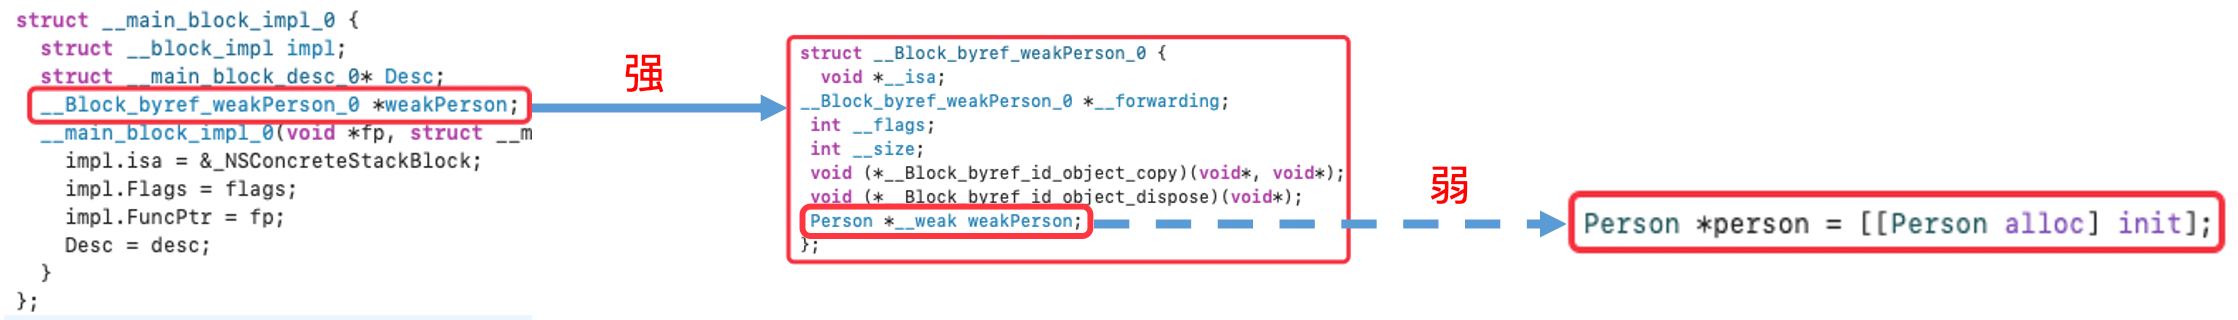 struct __main_block_impl_0 {
struct __block_impl impl;
struct __main_block_desc_0* Desc;
__Block_byref_weakPerson_0 *weakPerson;
__main_block_impl_0(void *fp, struct __m
impl.isa = &_NSConcreteStackBlock;
impl.Flags = flags;
impl.FuncPtr = fp;
Desc = desc;
}
};
强
struct __Block_byref_weakPerson_0 {
void *__isa;
__Block_byref_weakPerson_0 *__forwarding;
int __flags;
int __size;
void (*__Block_byref_id_object_copy)(void*, void*);
void (*__Block_byref_id_object_dispose)(void*);
Person *__weak weakPerson;
};
弱
Person *person = [[Person alloc] init];